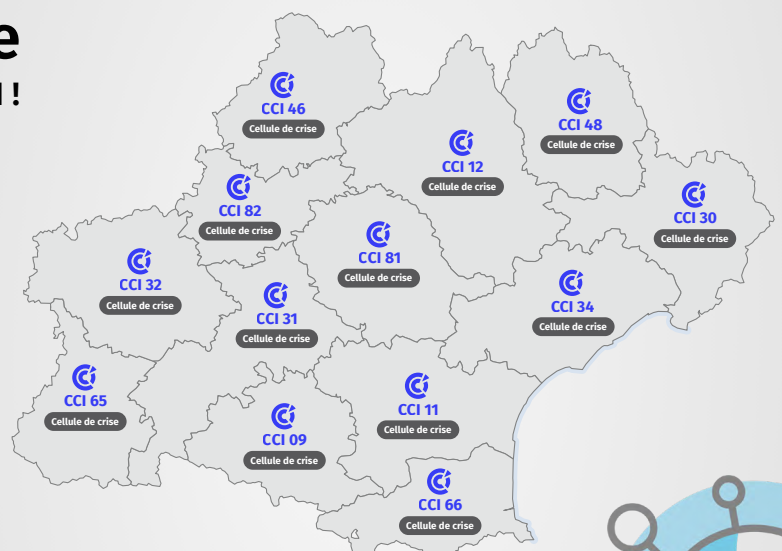 e
!
CCI 46
Cellule de crise
CCI 48
Cellule de crise
CCI 12
Cellule de crise
CCI 82
Cellule de crise
CCI 30
Cellule de crise
CCI 81
Cellule de crise
CCI 32
Cellule de crise
CCI 34
Cellule de crise
CCI 31
Cellule de crise
CCI 65
Cellule de crise
CCI 11
Cellule de crise
CCI 09
Cellule de crise
CCI 66
Cellule de crise